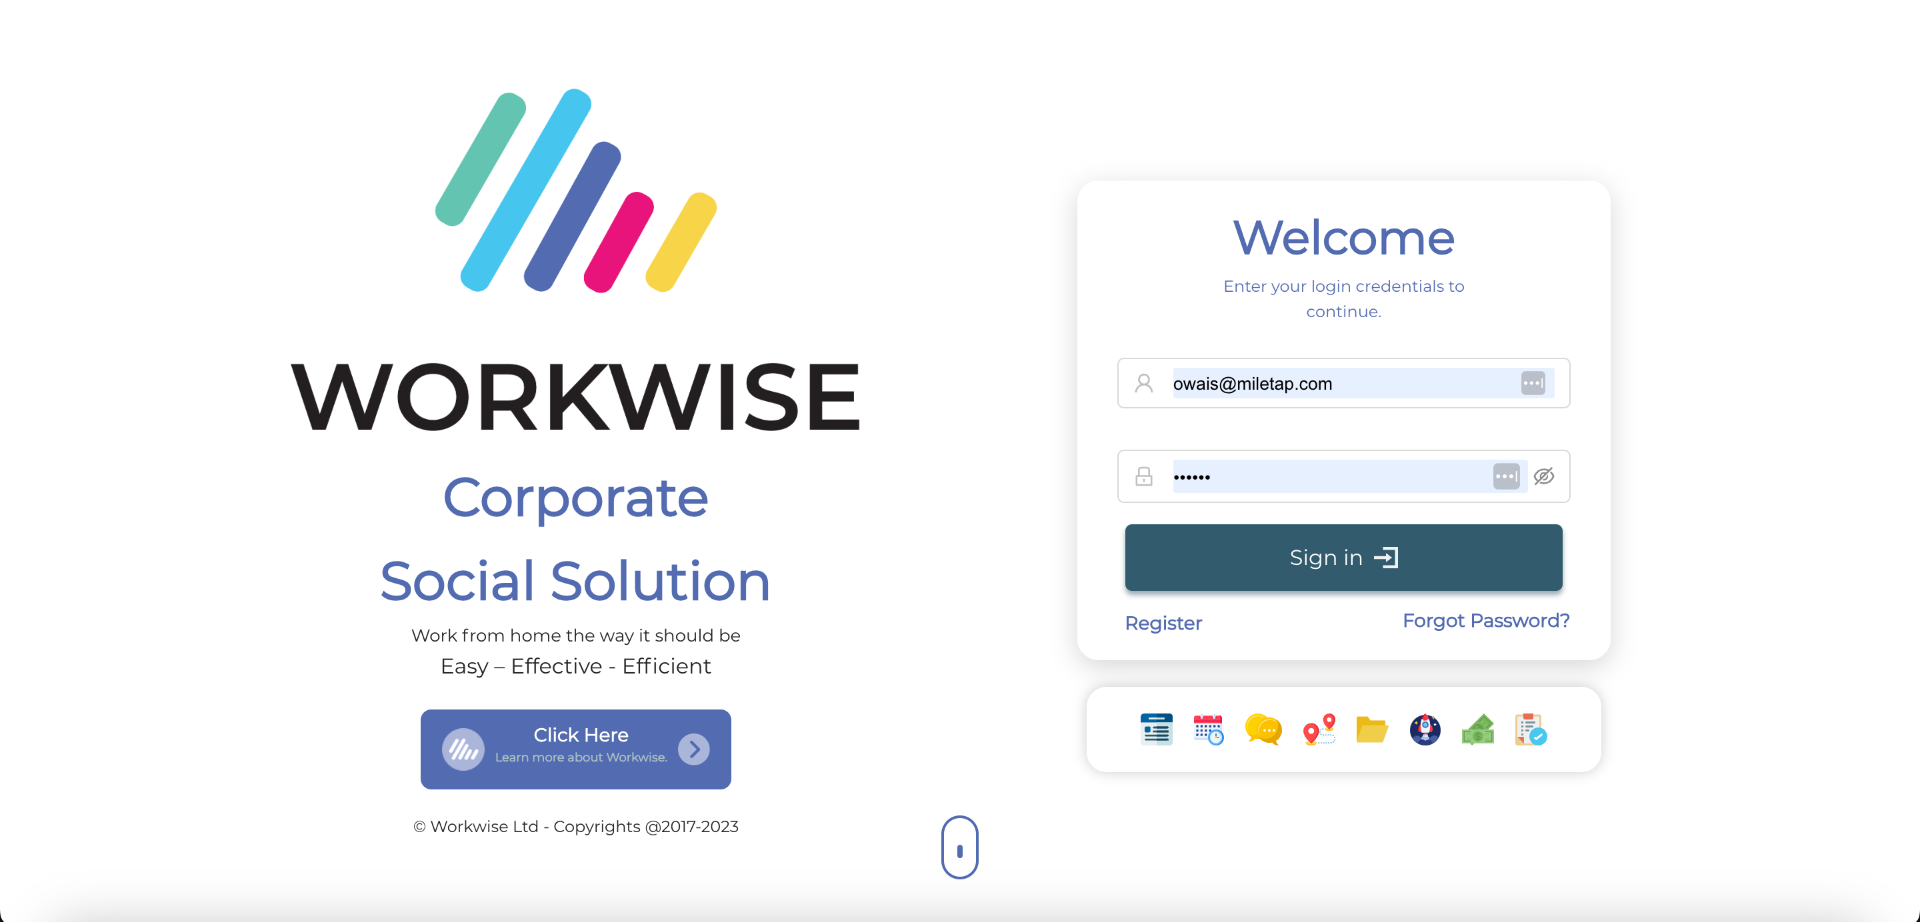 WORKWISE
Corporate
Social Solution
Work from home the way it should be
Easy – Effective - Efficient
Click Here
Learn more about Workwise.
© Workwise Ltd - Copyrights @2017-2023
Welcome
Enter your login credentials to
continue.
owais@miletap.com
••••••
Sign in
Register
Forgot Password?